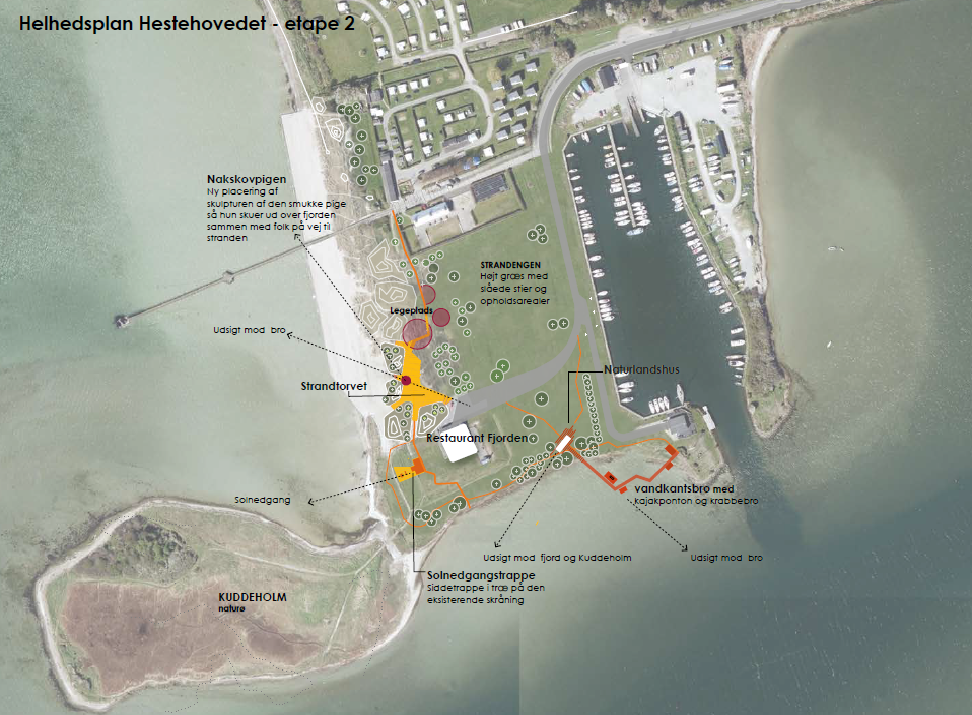 Helhedsplan Hestehovedet - etape 2
Nakskovpigen
Ny placering af
skulpturen af den smukke pige
så hun skuer ud over fjorden
sammen med folk på vej til
stranden
STRANDENGEN
Højt græs med
slåede stier og
opholdsarealer
Legeplads
Udsigt mod bro
Strandtorvet
Naturlandshus
Restaurant Fjorden
vandkantsbro med
kajakponton og krabbebro
Solnedgang
Udsigt mod fjord og Kuddeholm
Udsigt mod bro
Solnedgangstrappe
Siddetrappe i træ på den
eksisterende skråning
KUDDEHOLM
naturø